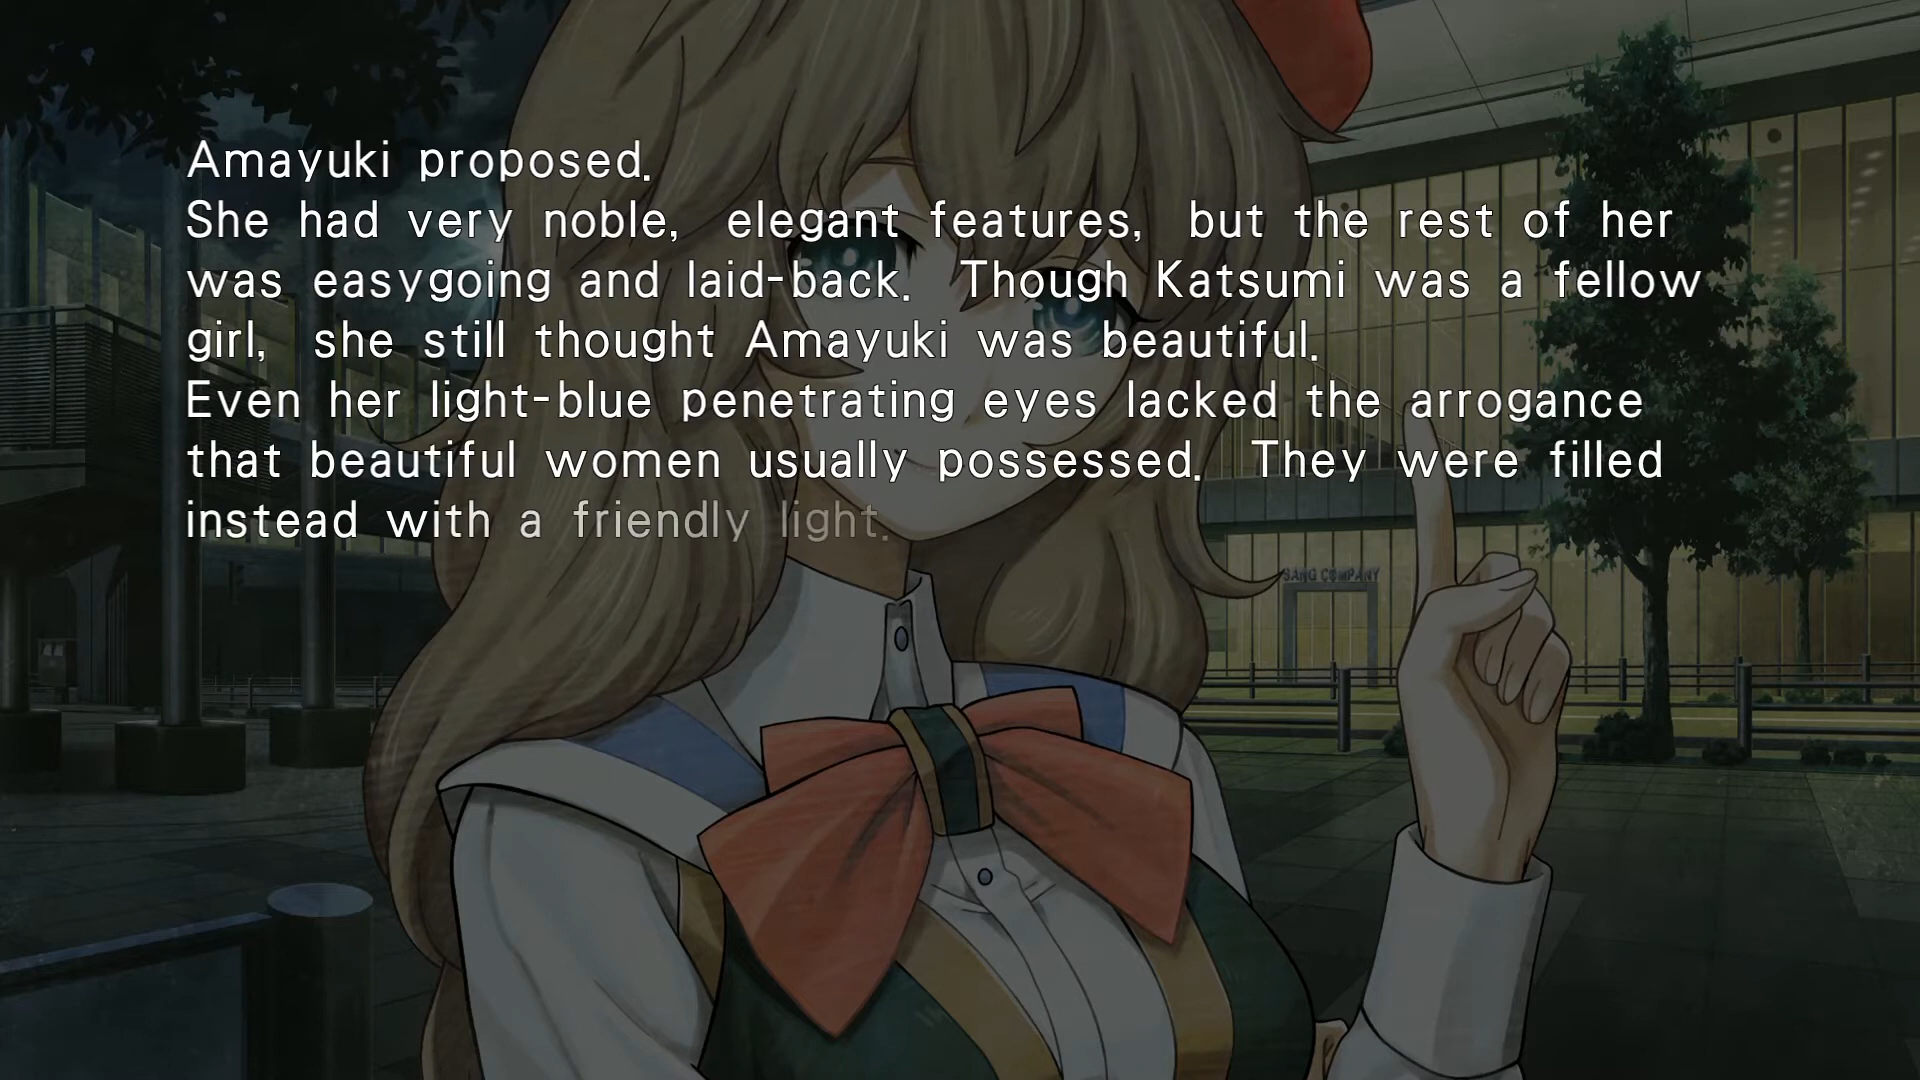 Amayuki proposed.
She had very noble, elegant features, but the rest of her
was easygoing and laid-back. Though Katsumi was a fellow
girl, she still thought Amayuki was beautiful.
Even her light-blue penetrating eyes lacked the arrogance
that beautiful women usually possessed. They were filled
instead with a friendly light.
SANG COMPANY